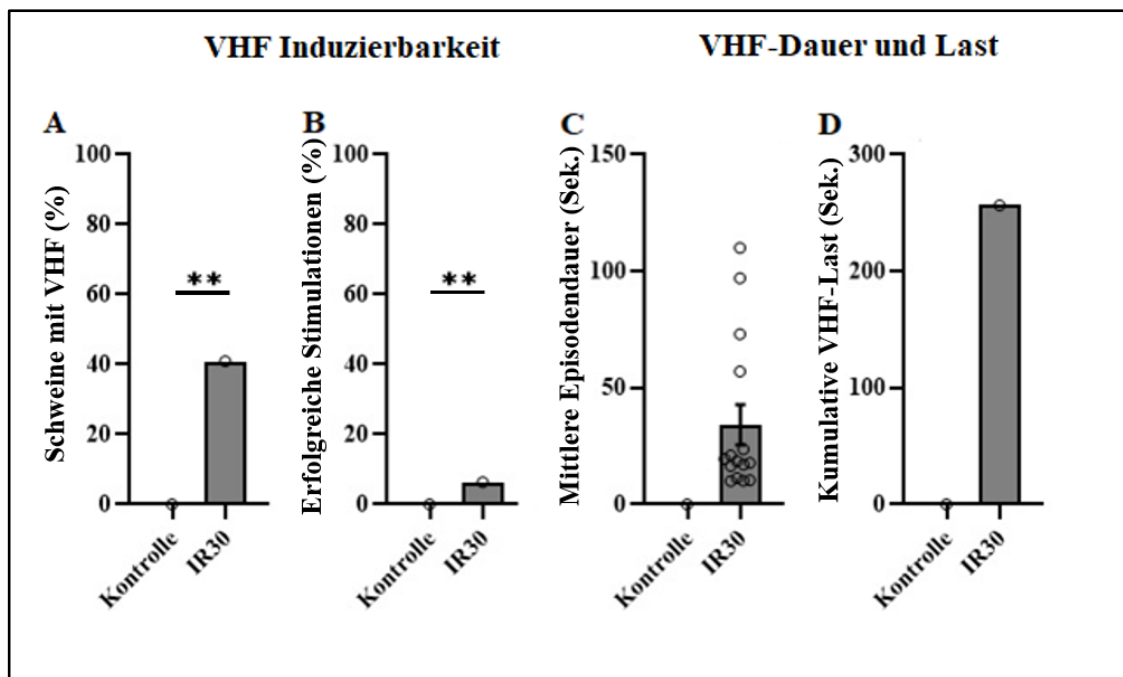 VHF Induzierbarkeit
VHF-Dauer und Last
A
Schweine mit VHF (%)
100
80
60
40
20
0
**
Kontrolle
IR30
B
Erfolgreiche Stimulationen (%)
100
80
60
40
20
0
**
Kontrolle
IR30
C
Mittlere Episodendauer (Sek.)
150
100
50
0
Kontrolle
IR30
D
Kumulative VHF-Last (Sek.)
300
200
100
0
Kontrolle
IR30